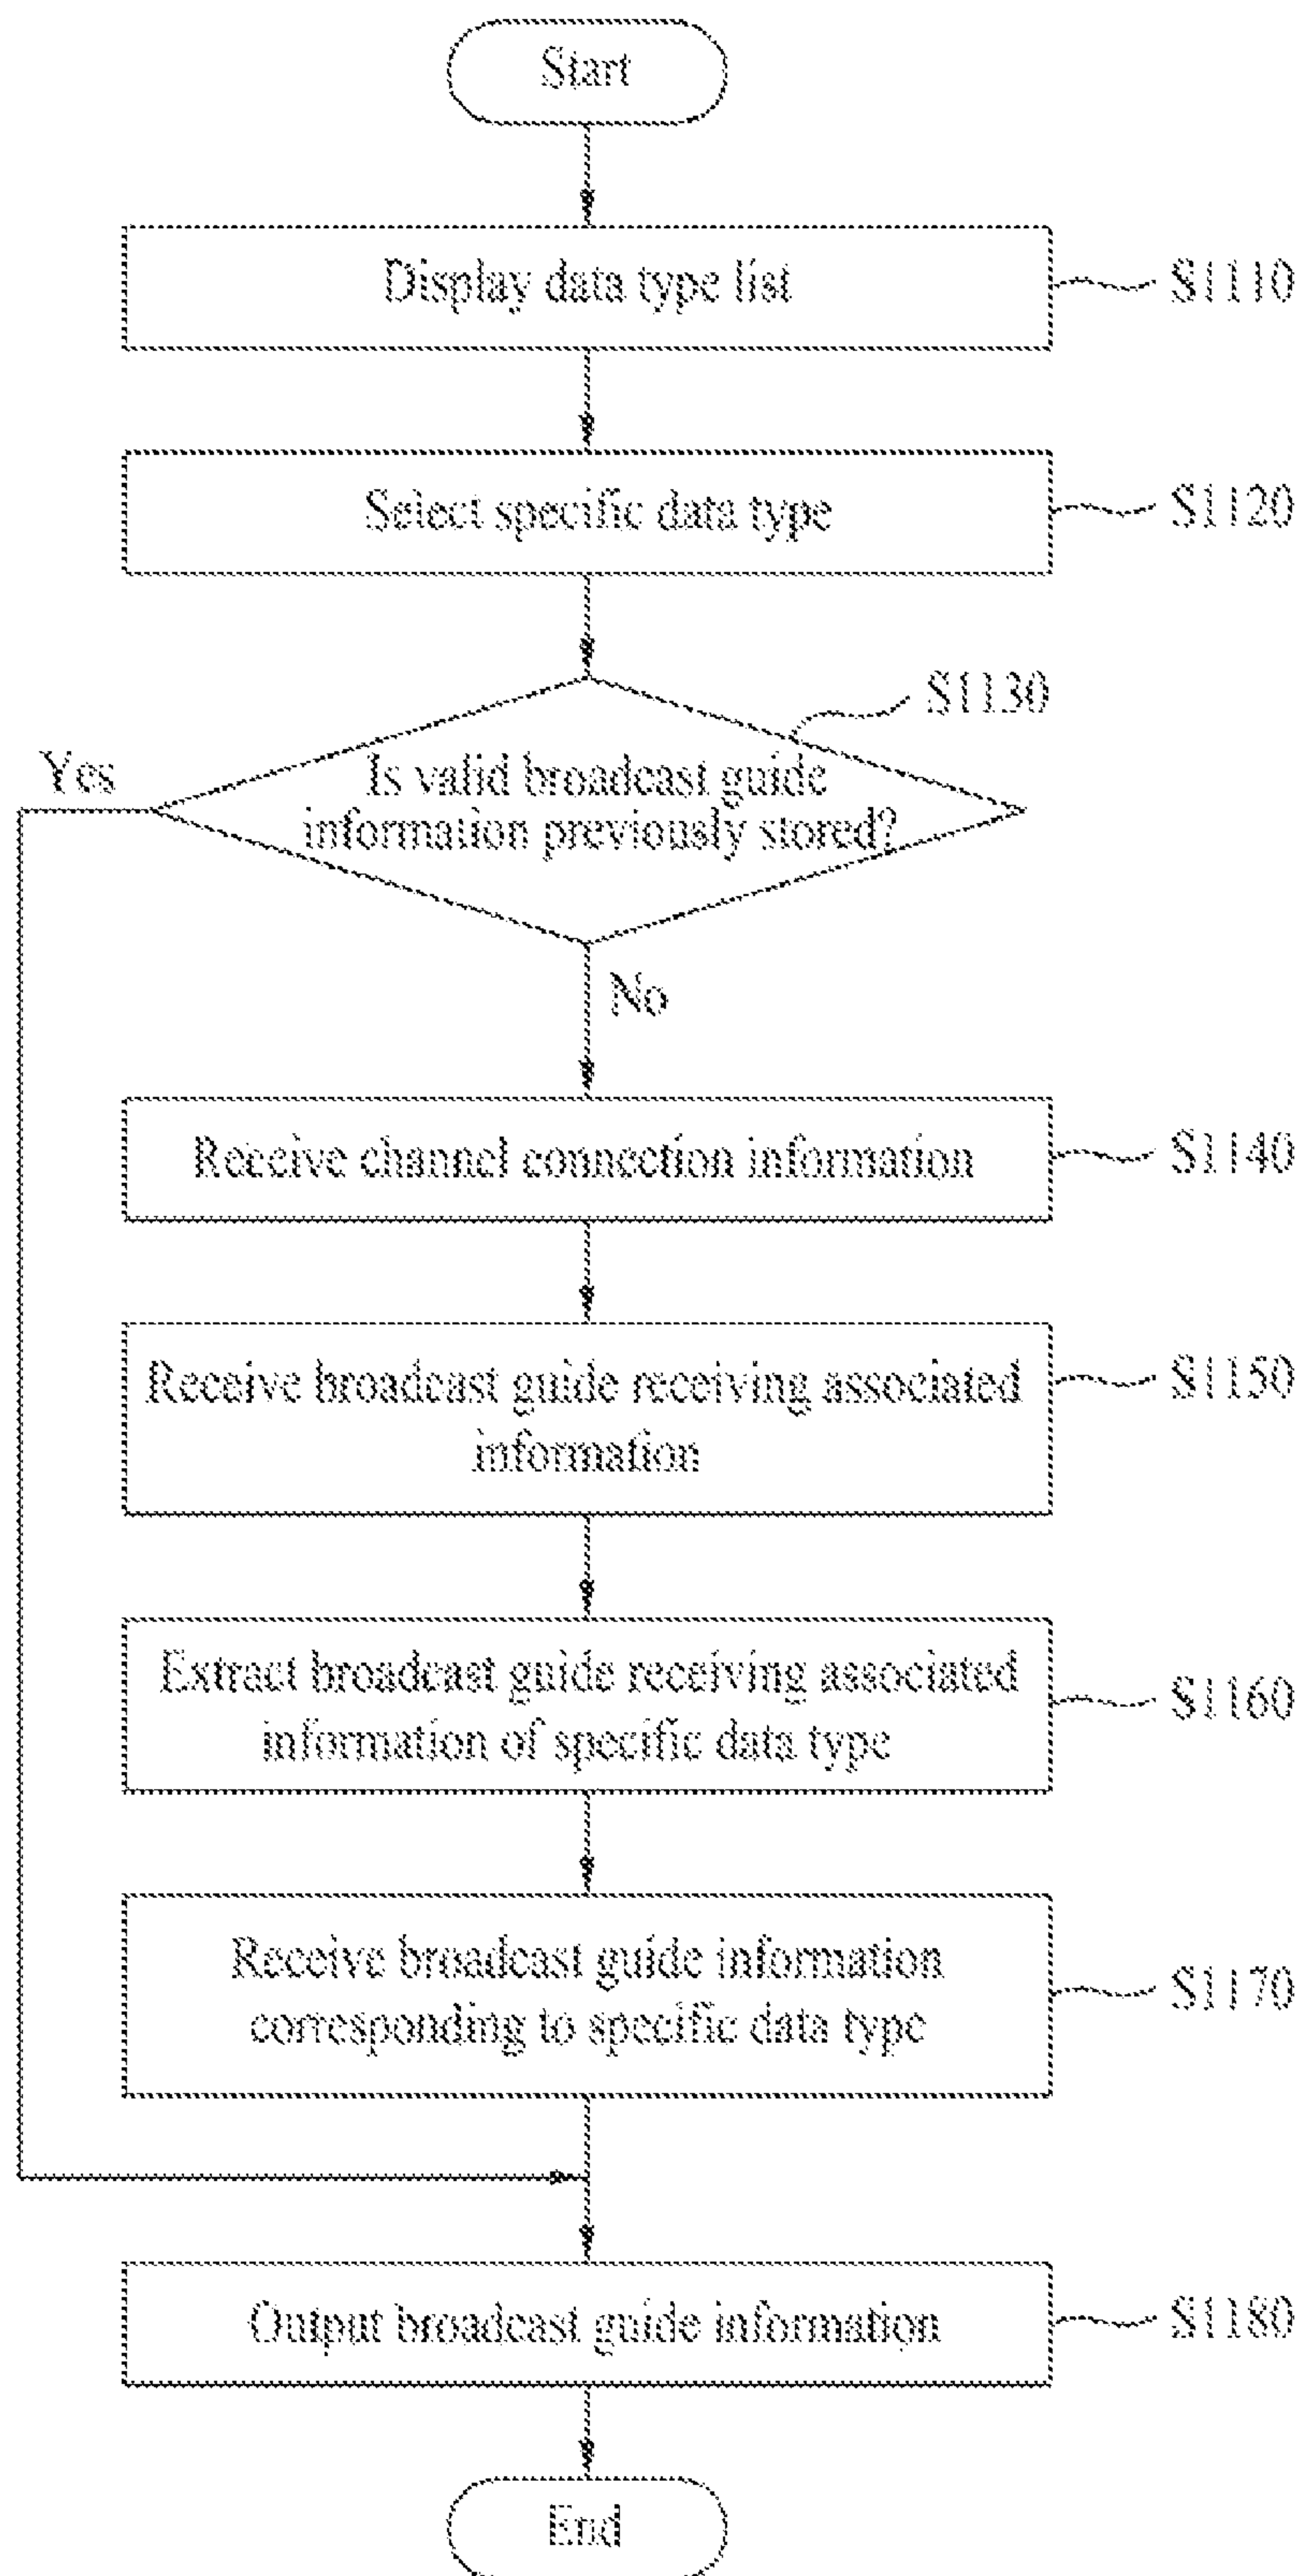 Start
Display data type list
S1110
Select specific data type
S1120
S1130
Yes
Is valid broadcast guide
information previously stored?
No
Receive channel connection information
S1140
Receive broadcast guide receiving associated
information
S1150
Extract broadcast guide receiving associated
information of specific data type
S1160
Receive broadcast guide information
corresponding to specific data type
S1170
Output broadcast guide information
S1180
End